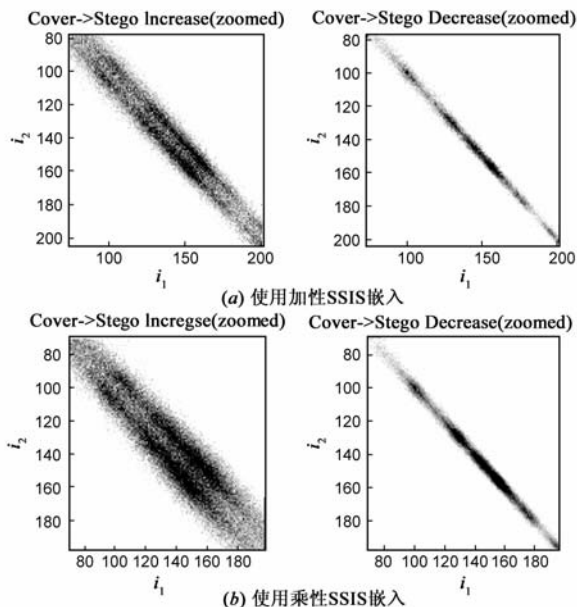 Cover->Stego lncrease(zoomed)
Cover->Stego Decrease(zoomed)
80
100
120
140
160
180
200
i₂
100
150
200
i₁
80
100
120
140
160
180
200
i₂
100
150
200
i₁
(a) 使用加性SSIS嵌入
Cover->Stego lncregse(zoomed)
Cover->Stego Decrease(zoomed)
80
100
120
140
160
180
i₂
80 100 120 140 160 180
i₁
80
100
120
140
160
180
i₂
80 100 120 140 160 180
i₁
(b) 使用乘性SSIS嵌入